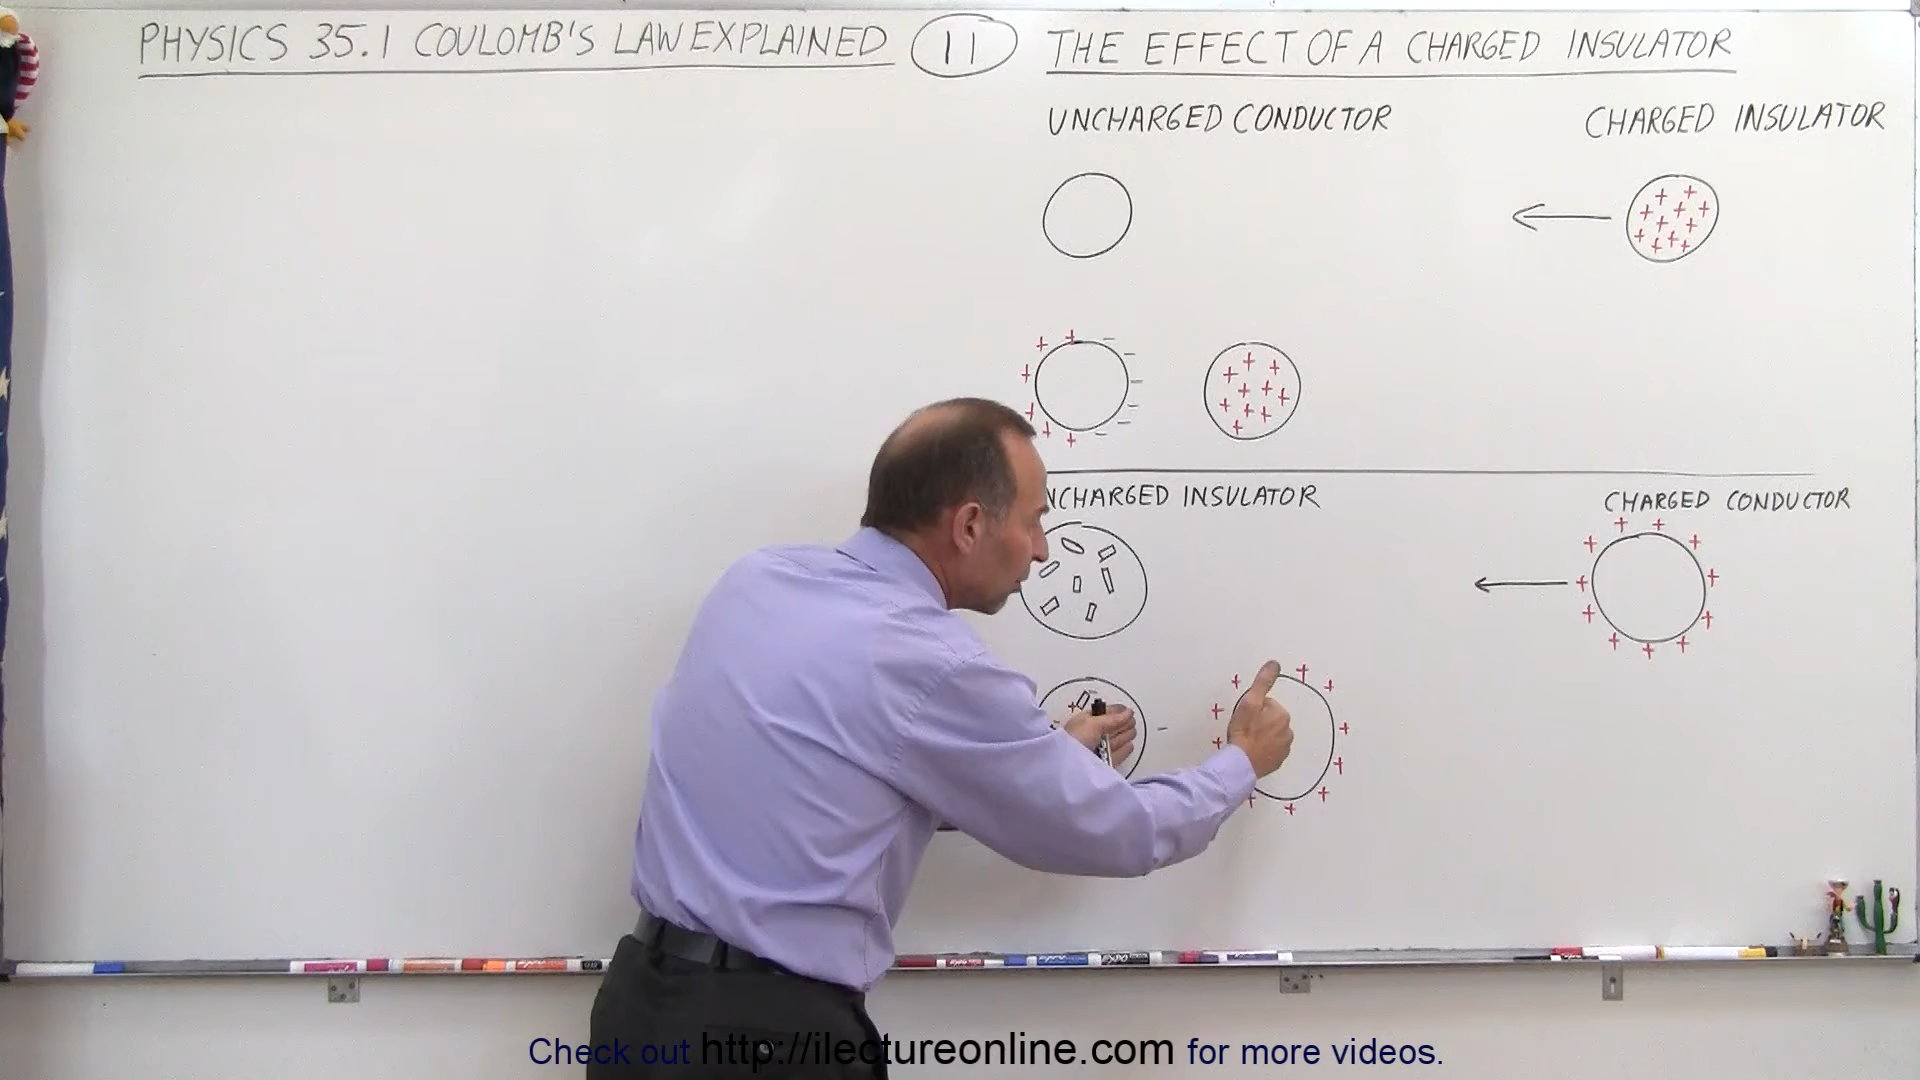 PHYSICS 35.1 COULOMB'S LAW EXPLAINED 11 THE EFFECT OF A CHARGED INSULATOR
UNCHARGED CONDUCTOR CHARGED INSULATOR
NCHARGED INSULATOR CHARGED CONDUCTOR
Check out http://ilectureonline.com for more videos.